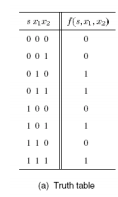 s x₁x₂ f(s,x₁,x₂)
0 0 0 0
0 0 1 0
0 1 0 1
0 1 1 1
1 0 0 0
1 0 1 1
1 1 0 0
1 1 1 1
(a) Truth table